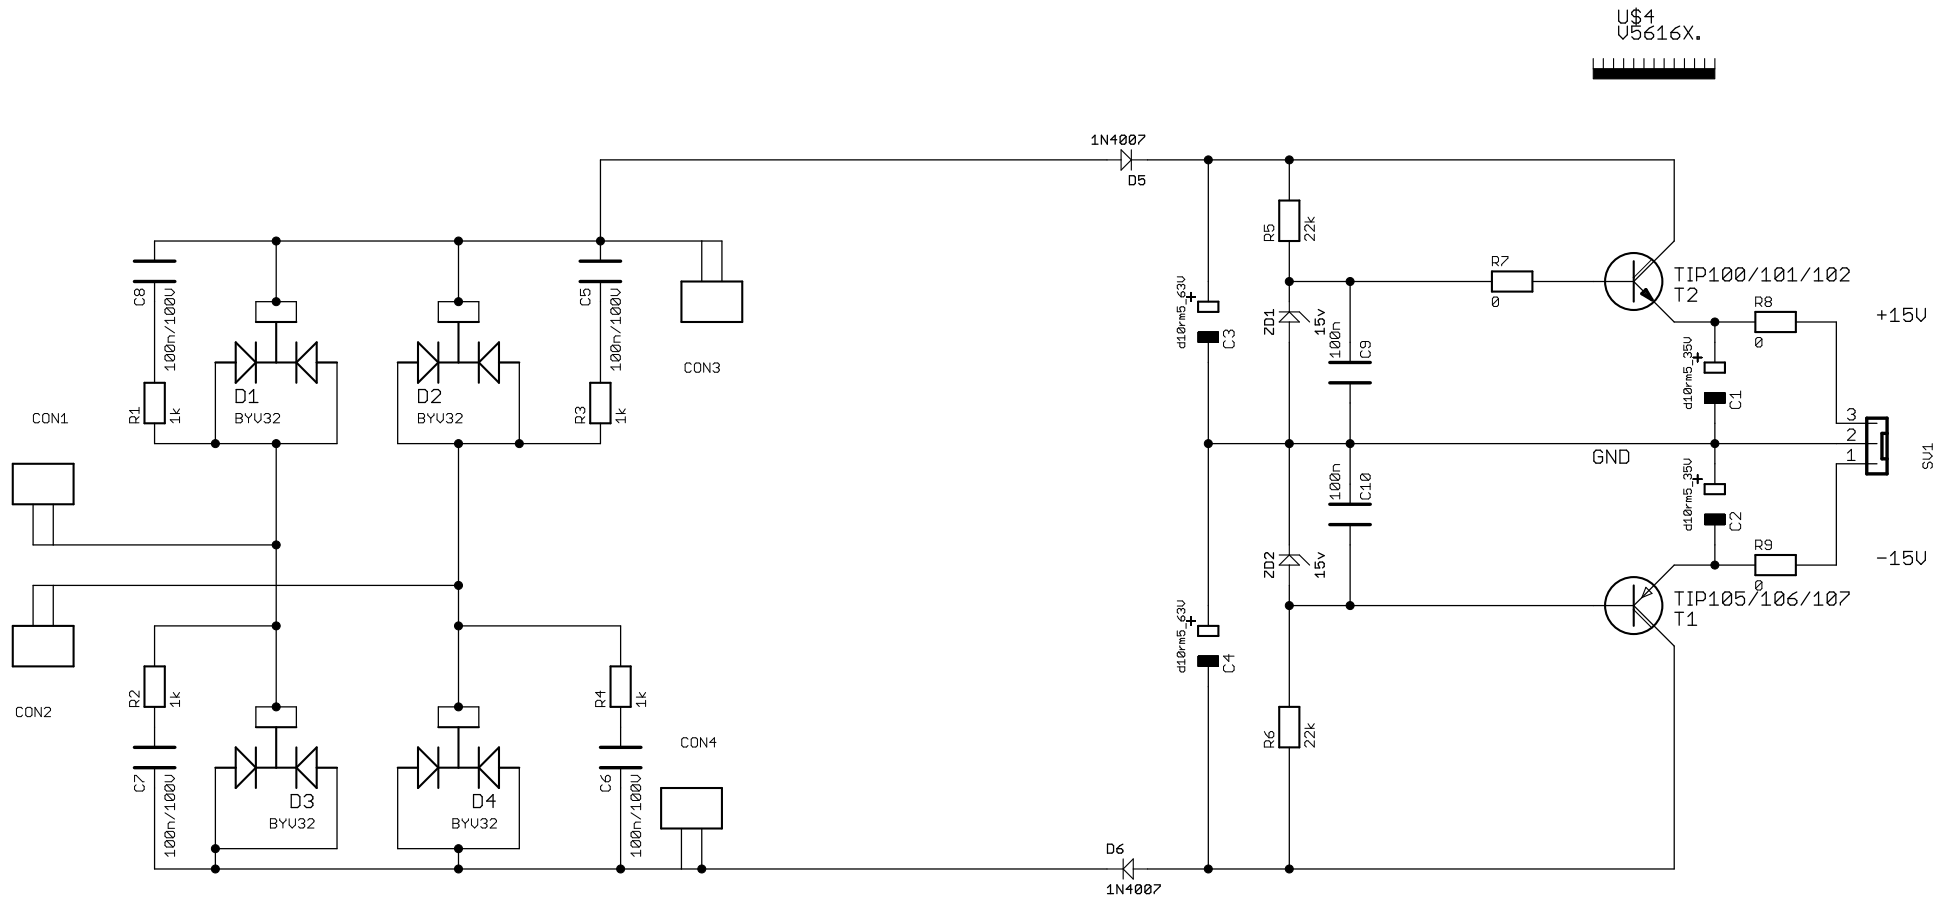 U$4
V5616X.
1N4007
D5
R5
22k
R7
0
TIP100/101/102
T2
R8
0
+15V
C8
100n/100V
C5
100n/100V
CON3
D1
BYV32
D2
BYV32
R1
1k
R3
1k
CON1
d10rm5_63V
+
C3
ZD1
15v
100n
C9
d10rm5_35V
+
C1
3
2
1
GND
SV1
100n
C10
d10rm5_35V
+
C2
ZD2
15v
R9
0
-15V
TIP105/106/107
T1
d10rm5_63V
+
C4
CON2
R2
1k
R4
1k
R6
22k
CON4
C7
100n/100V
C6
100n/100V
D3
BYV32
D4
BYV32
D6
1N4007